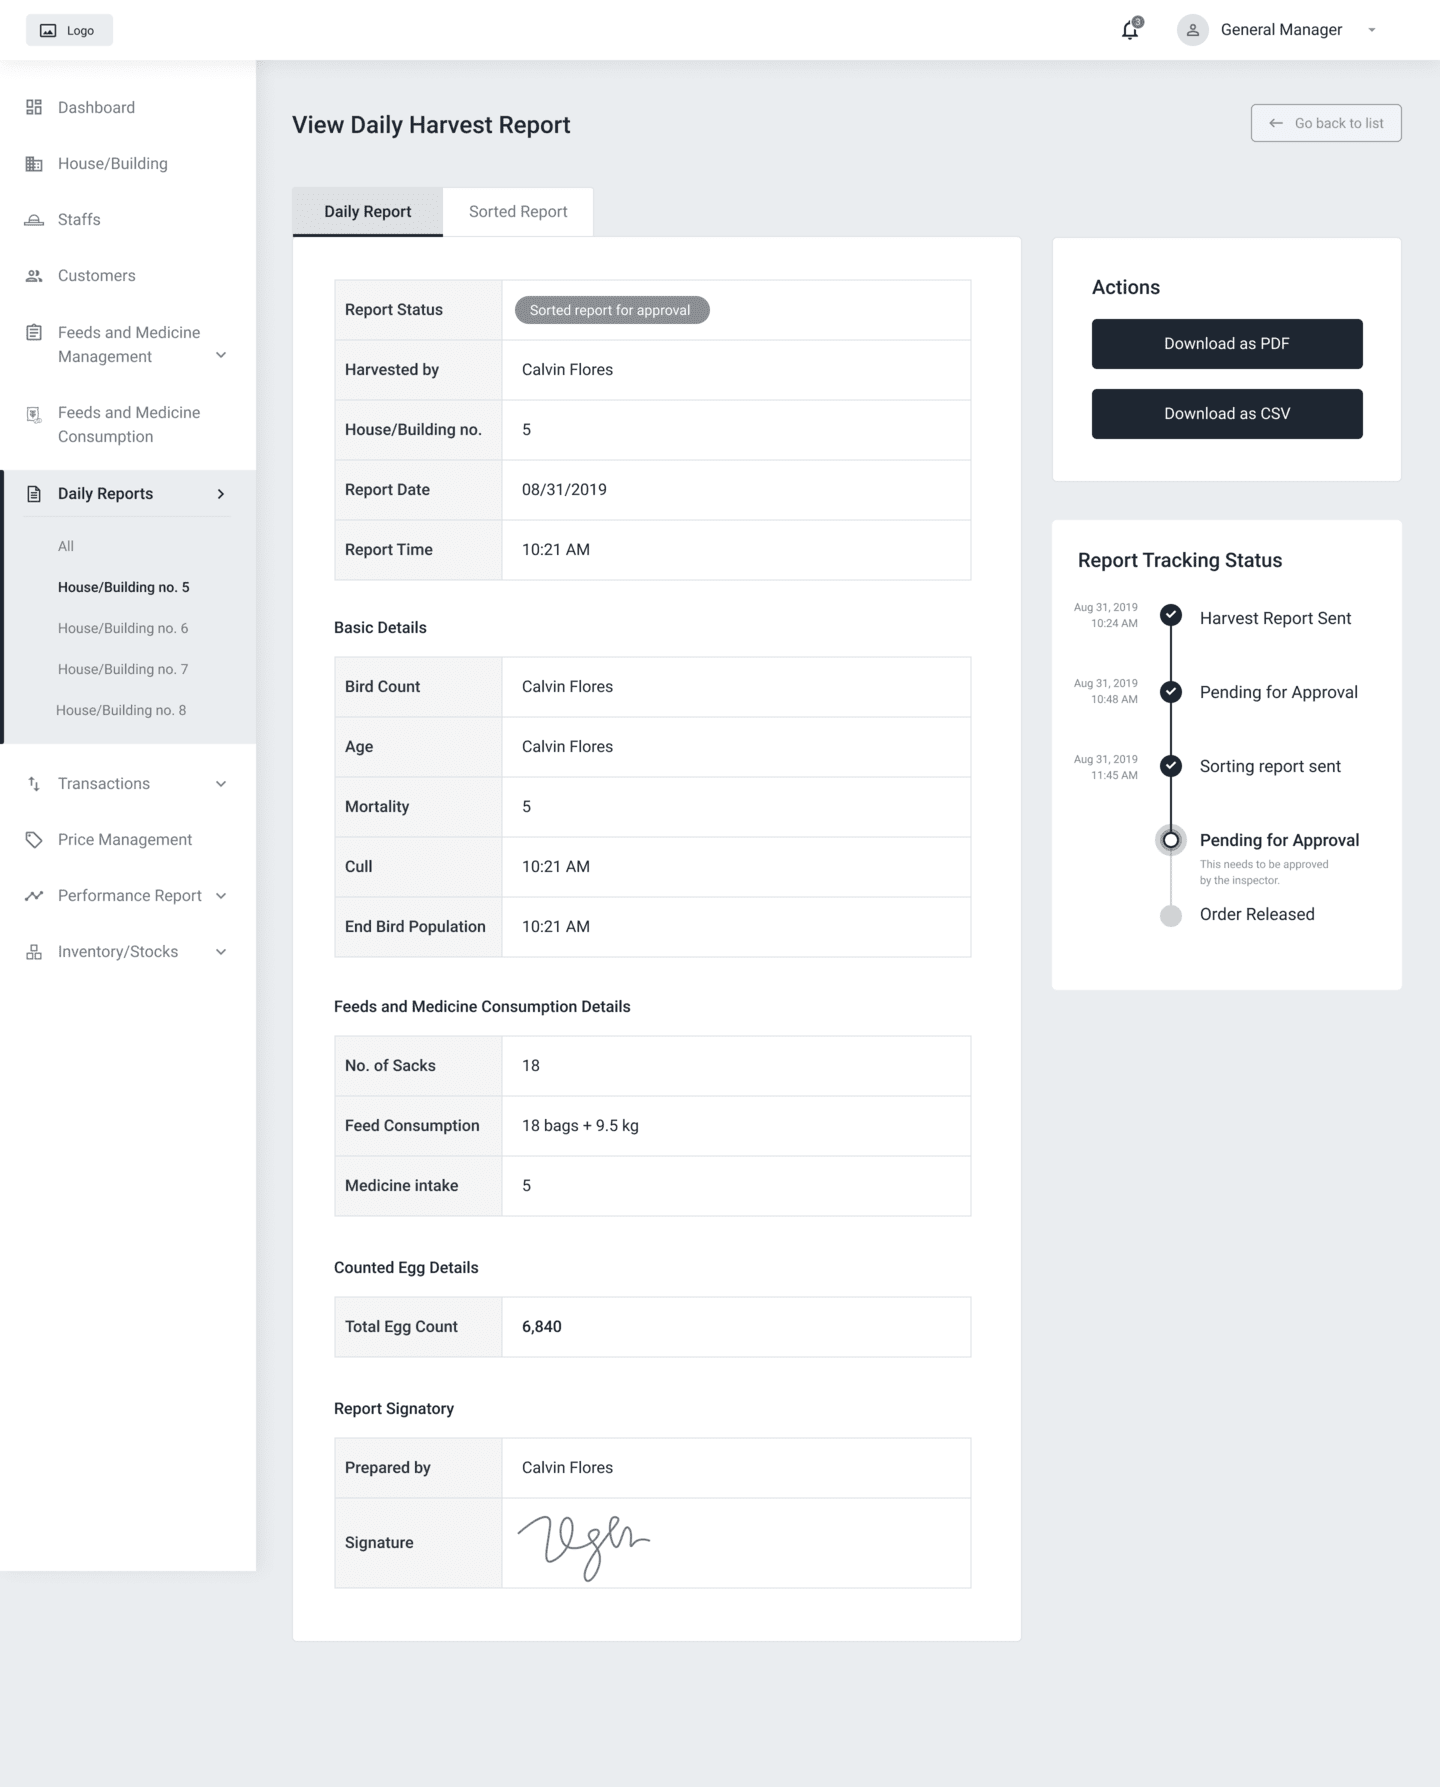 Logo
3
General Manager
Dashboard
House/Building
Staffs
Customers
Feeds and Medicine
Management
Feeds and Medicine
Consumption
Daily Reports
All
House/Building no. 5
House/Building no. 6
House/Building no. 7
House/Building no. 8
Transactions
Price Management
Performance Report
Inventory/Stocks
View Daily Harvest Report
Go back to list
Daily Report
Sorted Report
Report Status
Sorted report for approval
Harvested by
Calvin Flores
House/Building no.
5
Report Date
08/31/2019
Report Time
10:21 AM
Basic Details
Bird Count
Calvin Flores
Age
Calvin Flores
Mortality
5
Cull
10:21 AM
End Bird Population
10:21 AM
Feeds and Medicine Consumption Details
No. of Sacks
18
Feed Consumption
18 bags + 9.5 kg
Medicine intake
5
Counted Egg Details
Total Egg Count
6,840
Report Signatory
Prepared by
Calvin Flores
Signature
Actions
Download as PDF
Download as CSV
Report Tracking Status
Aug 31, 2019
10:24 AM
Harvest Report Sent
Aug 31, 2019
10:48 AM
Pending for Approval
Aug 31, 2019
11:45 AM
Sorting report sent
Pending for Approval
This needs to be approved
by the inspector.
Order Released